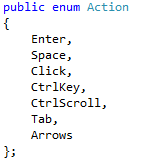 public enum Action
{
    Enter,
    Space,
    Click,
    CtrlKey,
    CtrlScroll,
    Tab,
    Arrows
};